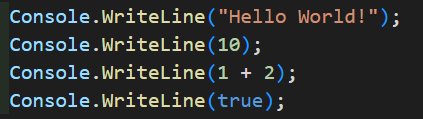 Console.WriteLine("Hello World!");
Console.WriteLine(10);
Console.WriteLine(1 + 2);
Console.WriteLine(true);